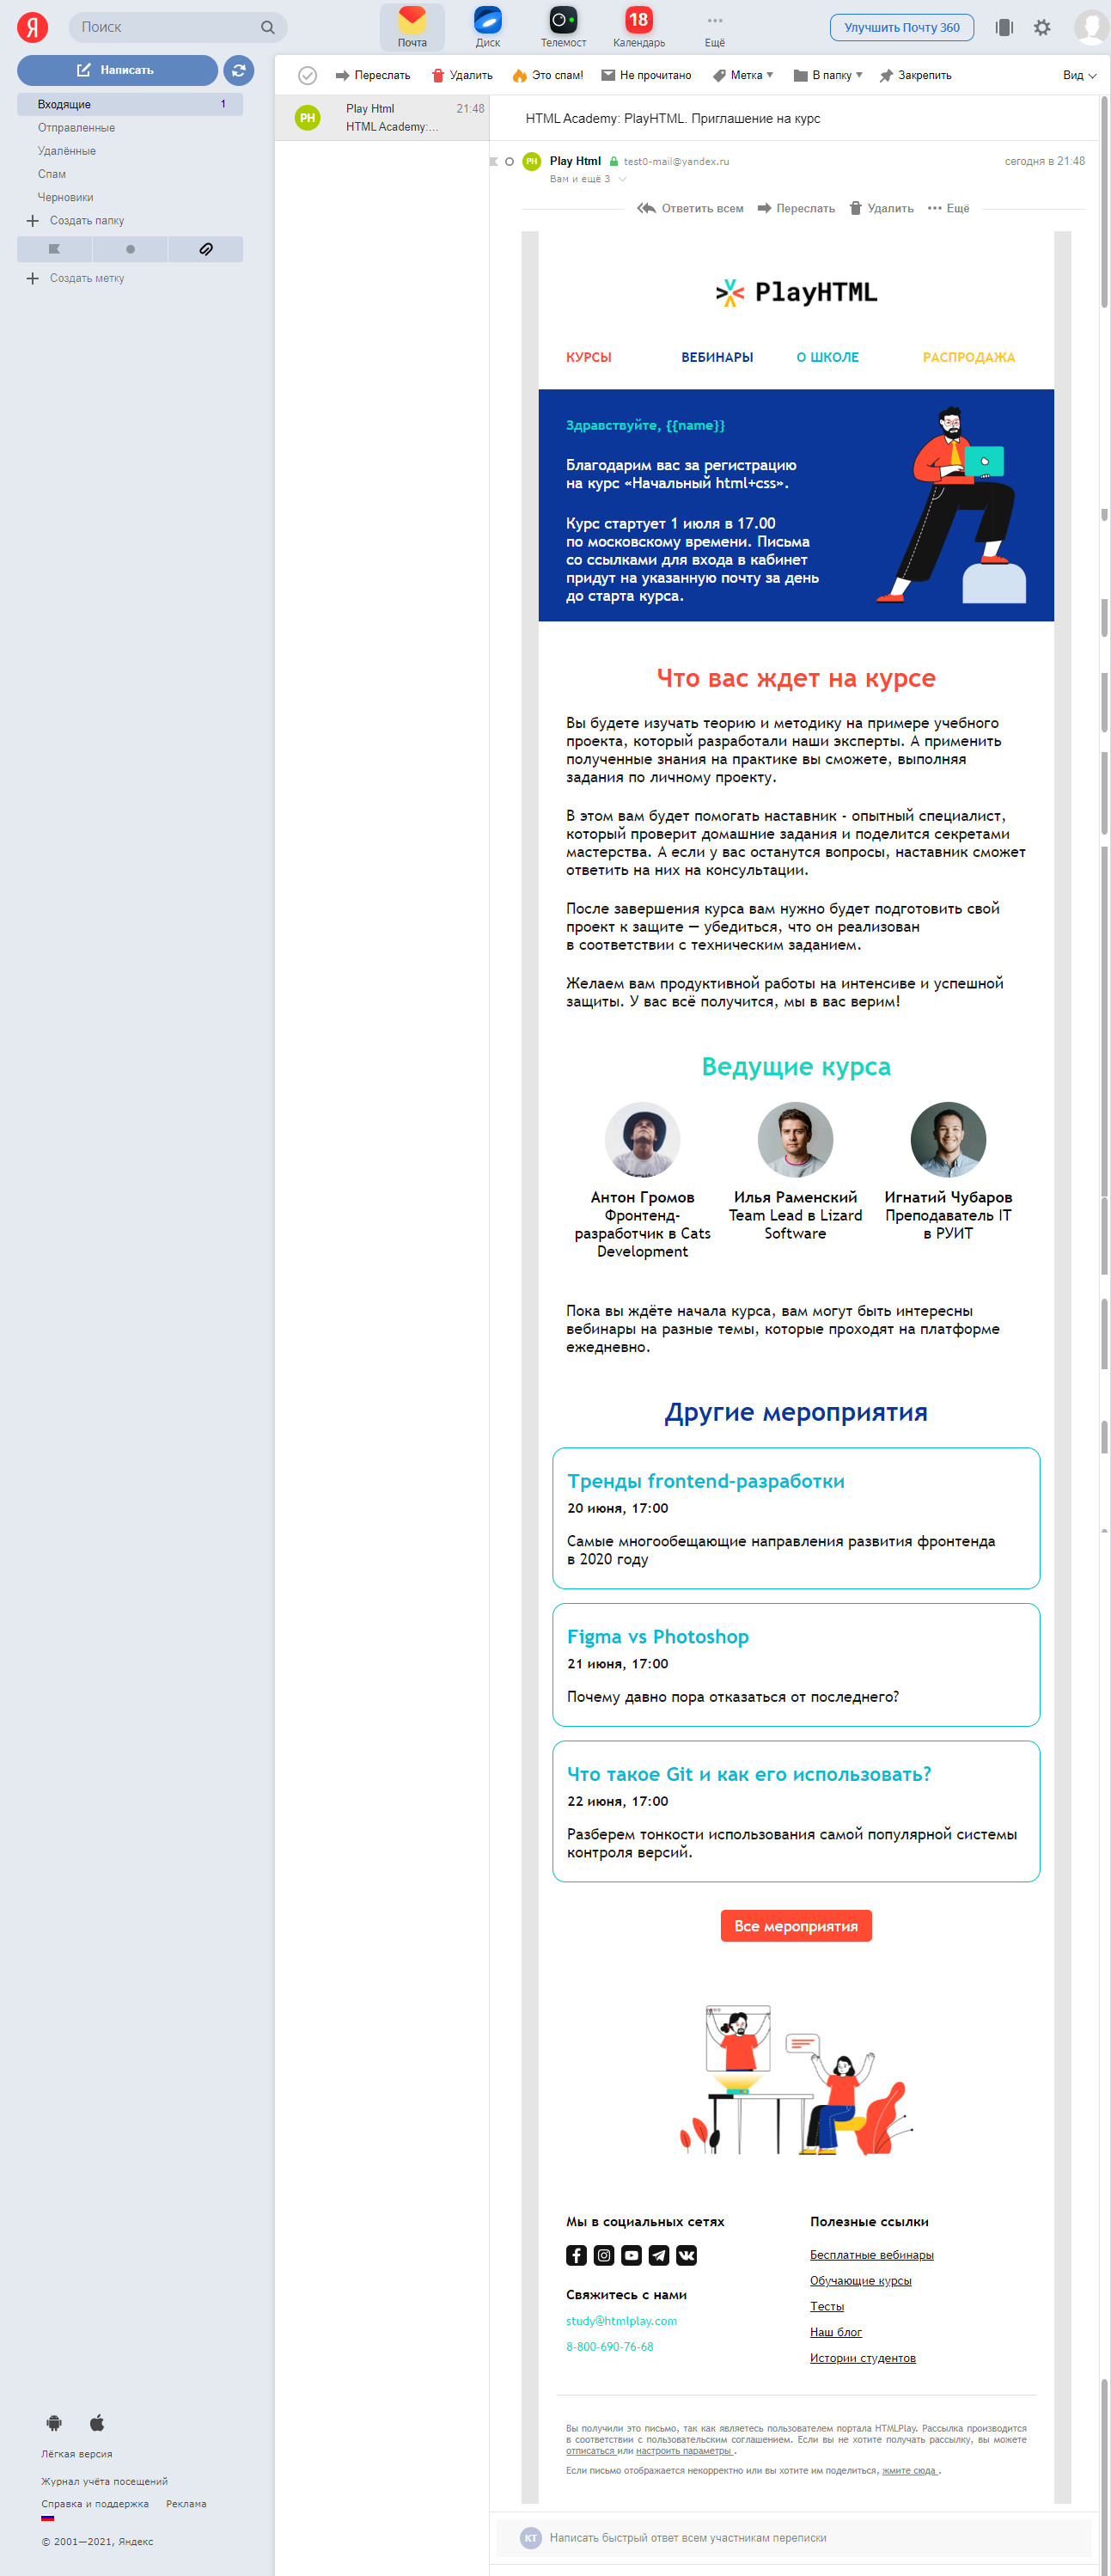 Я
Поиск
Почта
Диск
Телемост
18
Календарь
Ещё
Улучшить Почту 360
Написать
Переслать
Удалить
Это спам!
Не прочитано
Метка
В папку
Закрепить
Вид
Входящие 1
Отправленные
Удалённые
Спам
Черновики
Создать папку
Создать метку
PH
Play Html 21:48
HTML Academy:...
HTML Academy: PlayHTML. Приглашение на курс
PH Play Html test0-mail@yandex.ru сегодня в 21:48
Вам и ещё 3
Ответить всем Переслать Удалить Ещё
PlayHTML
КУРСЫ ВЕБИНАРЫ О ШКОЛЕ РАСПРОДАЖА
Здравствуйте, {{name}}
Благодарим вас за регистрацию
на курс «Начальный html+css».
Курс стартует 1 июля в 17.00
по московскому времени. Письма
со ссылками для входа в кабинет
придут на указанную почту за день
до старта курса.
Что вас ждет на курсе
Вы будете изучать теорию и методику на примере учебного
проекта, который разработали наши эксперты. А применить
полученные знания на практике вы сможете, выполняя
задания по личному проекту.
В этом вам будет помогать наставник - опытный специалист,
который проверит домашние задания и поделится секретами
мастерства. А если у вас останутся вопросы, наставник сможет
ответить на них на консультации.
После завершения курса вам нужно будет подготовить свой
проект к защите — убедиться, что он реализован
в соответствии с техническим заданием.
Желаем вам продуктивной работы на интенсиве и успешной
защиты. У вас всё получится, мы в вас верим!
Ведущие курса
Антон Громов
Фронтенд-
разработчик в Cats
Development
Илья Раменский
Team Lead в Lizard
Software
Игнатий Чубаров
Преподаватель IT
в РУИТ
Пока вы ждёте начала курса, вам могут быть интересны
вебинары на разные темы, которые проходят на платформе
ежедневно.
Другие мероприятия
Тренды frontend-разработки
20 июня, 17:00
Самые многообещающие направления развития фронтенда
в 2020 году
Figma vs Photoshop
21 июня, 17:00
Почему давно пора отказаться от последнего?
Что такое Git и как его использовать?
22 июня, 17:00
Разберем тонкости использования самой популярной системы
контроля версий.
Все мероприятия
Мы в социальных сетях
Свяжитесь с нами
study@htmlplay.com
8-800-690-76-68
Полезные ссылки
Бесплатные вебинары
Обучающие курсы
Тесты
Наш блог
Истории студентов
Вы получили это письмо, так как являетесь пользователем портала HTMLPlay. Рассылка производится
в соответствии с пользовательским соглашением. Если вы не хотите получать рассылку, вы можете
отписаться или настроить параметры .
Если письмо отображается некорректно или вы хотите им поделиться, жмите сюда .
Лёгкая версия
Журнал учёта посещений
Справка и поддержка Реклама
© 2001—2021, Яндекс
КТ Написать быстрый ответ всем участникам переписки